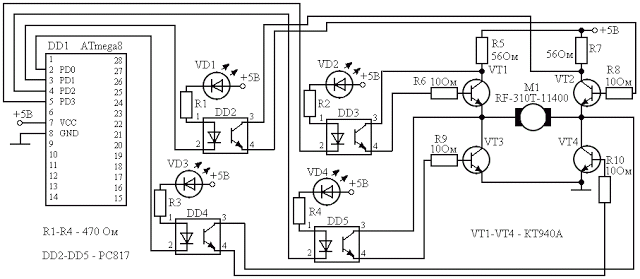 DD1 ATmega8
1 28
2 PD0 27
3 PD1 26
4 PD2 25
5 PD3 24
6 23
+5В
7 VCC 22
8 GND 21
9 20
10 19
11 18
12 17
13 16
14 15
R1-R4 - 470 Ом
DD2-DD5 - PC817
VD1
+5В
R1
1 3
2 4
DD2
VD2
+5В
R2
1 3
2 4
DD3
VD3
+5В
R3
1 3
2 4
DD4
VD4
+5В
R4
1 3
2 4
DD5
+5В
R5
56Ом
R7
56Ом
VT1
VT2
R6 100м
R8
100м
M1
RF-310T-11400
R9
100м
VT3
VT4
R10
100м
VT1-VT4 - КТ940А